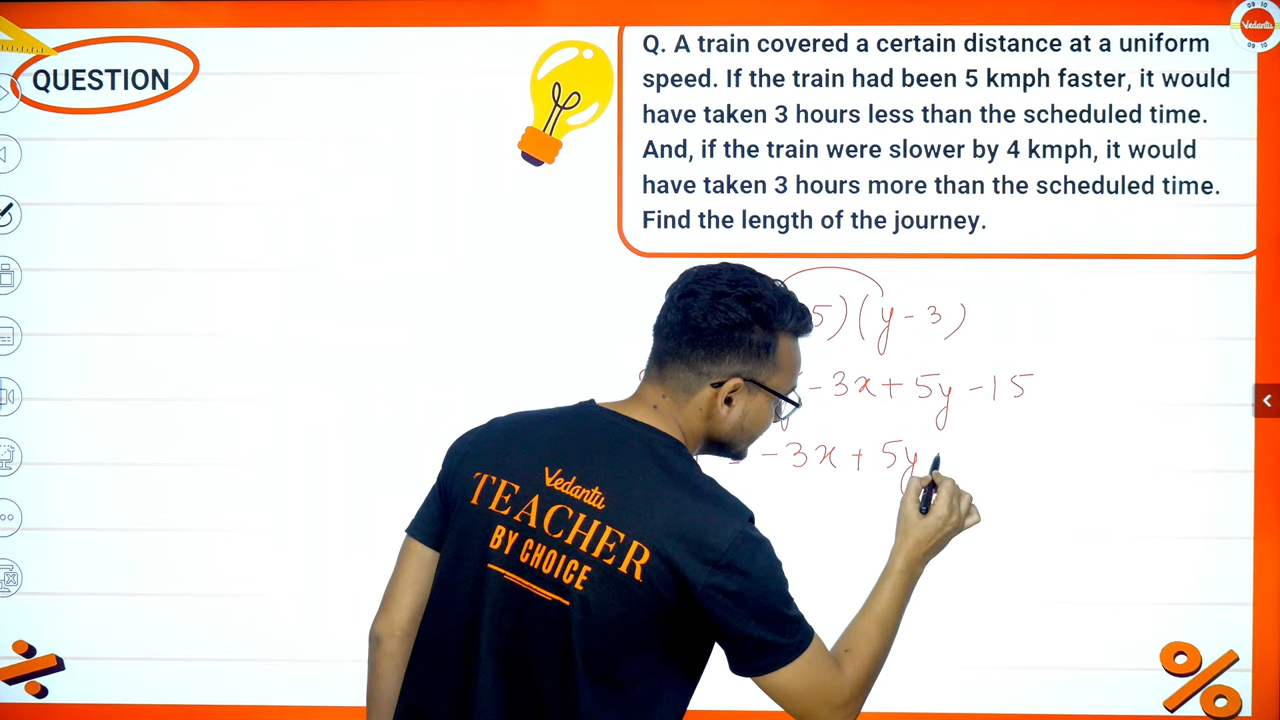 QUESTION
Q. A train covered a certain distance at a uniform
speed. If the train had been 5 kmph faster, it would
have taken 3 hours less than the scheduled time.
And, if the train were slower by 4 kmph, it would
have taken 3 hours more than the scheduled time.
Find the length of the journey.
Vedantu
5)(y-3)
-3x+5y-15
= -3x+5y
Vedantu
TEACHER
BY CHOICE
%